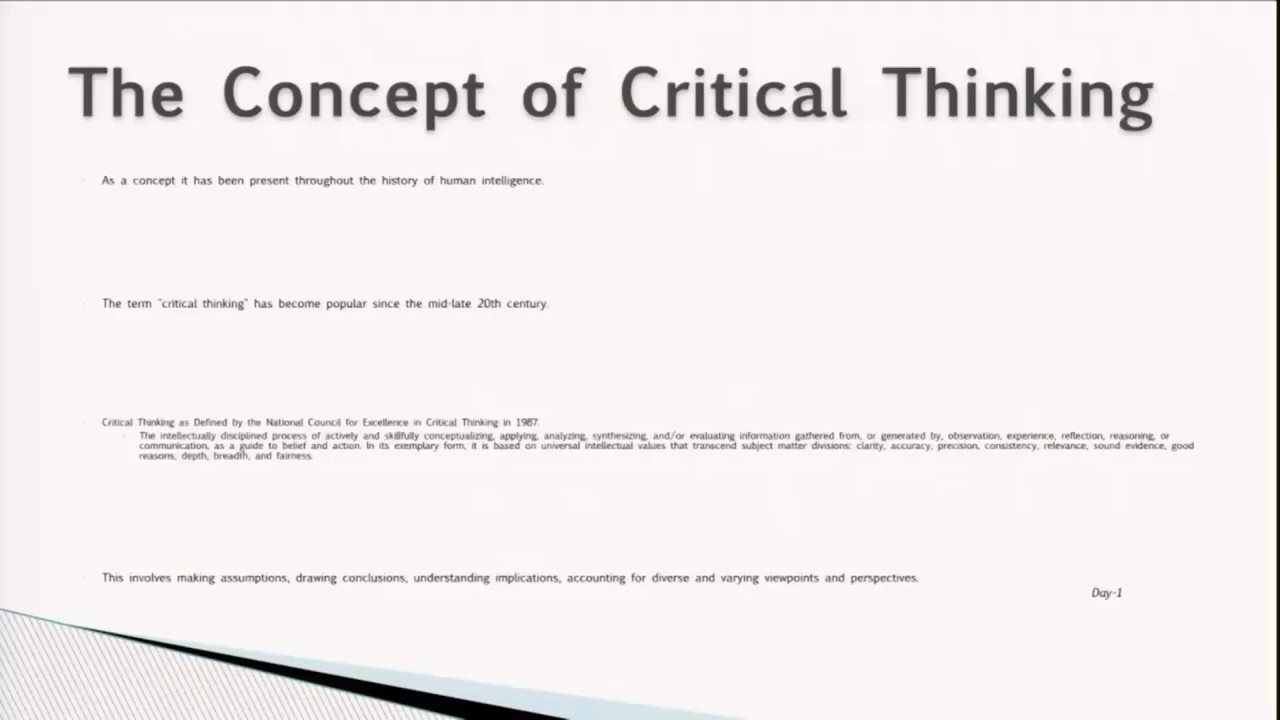 The Concept of Critical Thinking
As a concept it has been present throughout the history of human intelligence.
The term "critical thinking" has become popular since the mid-late 20th century.
Critical Thinking as Defined by the National Council for Excellence in Critical Thinking in 1987.
The intellectually disciplined process of actively and skillfully conceptualizing, applying, analyzing, synthesizing, and/or evaluating information gathered from, or generated by, observation, experience, reflection, reasoning, or
communication, as a guide to belief and action. In its exemplary form, it is based on universal intellectual values that transcend subject matter divisions: clarity, accuracy, precision, consistency, relevance, sound evidence, good
reasons, depth, breadth, and fairness.
This involves making assumptions, drawing conclusions, understanding implications, accounting for diverse and varying viewpoints and perspectives.
Day-1